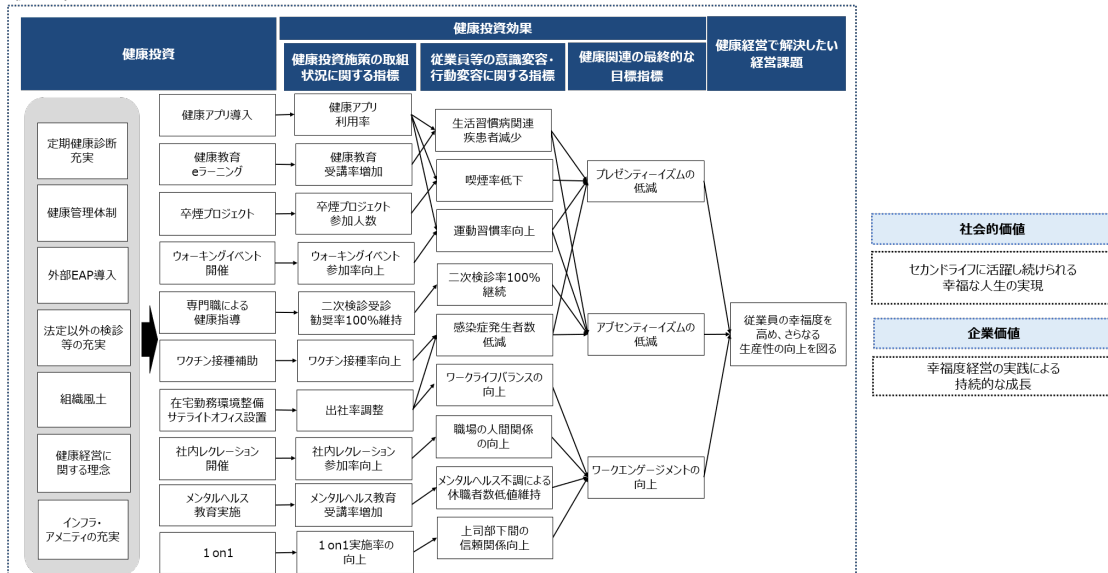 健康投資
健康投資効果
健康投資施策の取組
状況に関する指標
従業員等の意識変容・
行動変容に関する指標
健康関連の最終的な
目標指標
健康経営で解決したい
経営課題
定期健康診断
充実
健康管理体制
外部EAP導入
法定以外の検診
等の充実
組織風土
健康経営に
関する理念
インフラ・
アメニティの充実
健康アプリ導入
健康教育
eラーニング
卒煙プロジェクト
ウォーキングイベント
開催
専門職による
健康指導
ワクチン接種補助
在宅勤務環境整備
サテライトオフィス設置
社内レクレーション
開催
メンタルヘルス
教育実施
1 on1
健康アプリ
利用率
健康教育
受講率増加
卒煙プロジェクト
参加人数
ウォーキングイベント
参加率向上
二次検診受診
勧奨率100%維持
ワクチン接種率向上
出社率調整
社内レクレーション
参加率向上
メンタルヘルス教育
受講率増加
1 on1実施率の
向上
生活習慣病関連
疾患者減少
喫煙率低下
運動習慣率向上
二次検診率100%
継続
感染症発生者数
低減
ワークライフバランスの
向上
職場の人間関係
の向上
メンタルヘルス不調による
休職者数低値維持
上司部下間の
信頼関係向上
プレゼンティーイズムの
低減
アブセンティーイズムの
低減
ワークエンゲージメントの
向上
従業員の幸福度を
高め、さらなる
生産性の向上を図る
社会的価値
セカンドライフに活躍し続けられる
幸福な人生の実現
企業価値
幸福度経営の実践による
持続的な成長